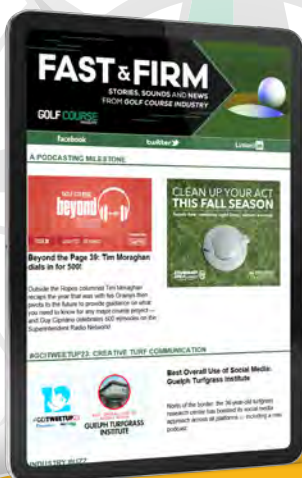 FAST & FIRM
STORIES, SOUNDS AND NEWS
FROM GOLF COURSE INDUSTRY
GOLF COURSE
facebook
twitter
Linked in
A PODCASTING MILESTONE
GOLF COURSE
beyond
Beyond the Page 39: Tim Moraghan
dials in for 500!
Outside the Ropes columnist Tim Moraghan
recaps the year that was with his Oranjs then
pivots to the future to provide guidance on what
you need to know for any major course project—
and Guy Cipriano celebrates 500 episodes on the
Superintendent Radio Network!
CLEAN UP YOUR ACT
THIS FALL SEASON
#GCITWEETUP23: CREATIVE TURF COMMUNICATION
#GCITWEETUP23
GUELPH TURFGRASS
INSTITUTE
Best Overall Use of Social Media:
Guelph Turfgrass Institute
North of the border, the 36-year-old turfgrass
research center has boosted its social media
approach across all platforms — including a new
podcast
INDUSTRY BUZZ